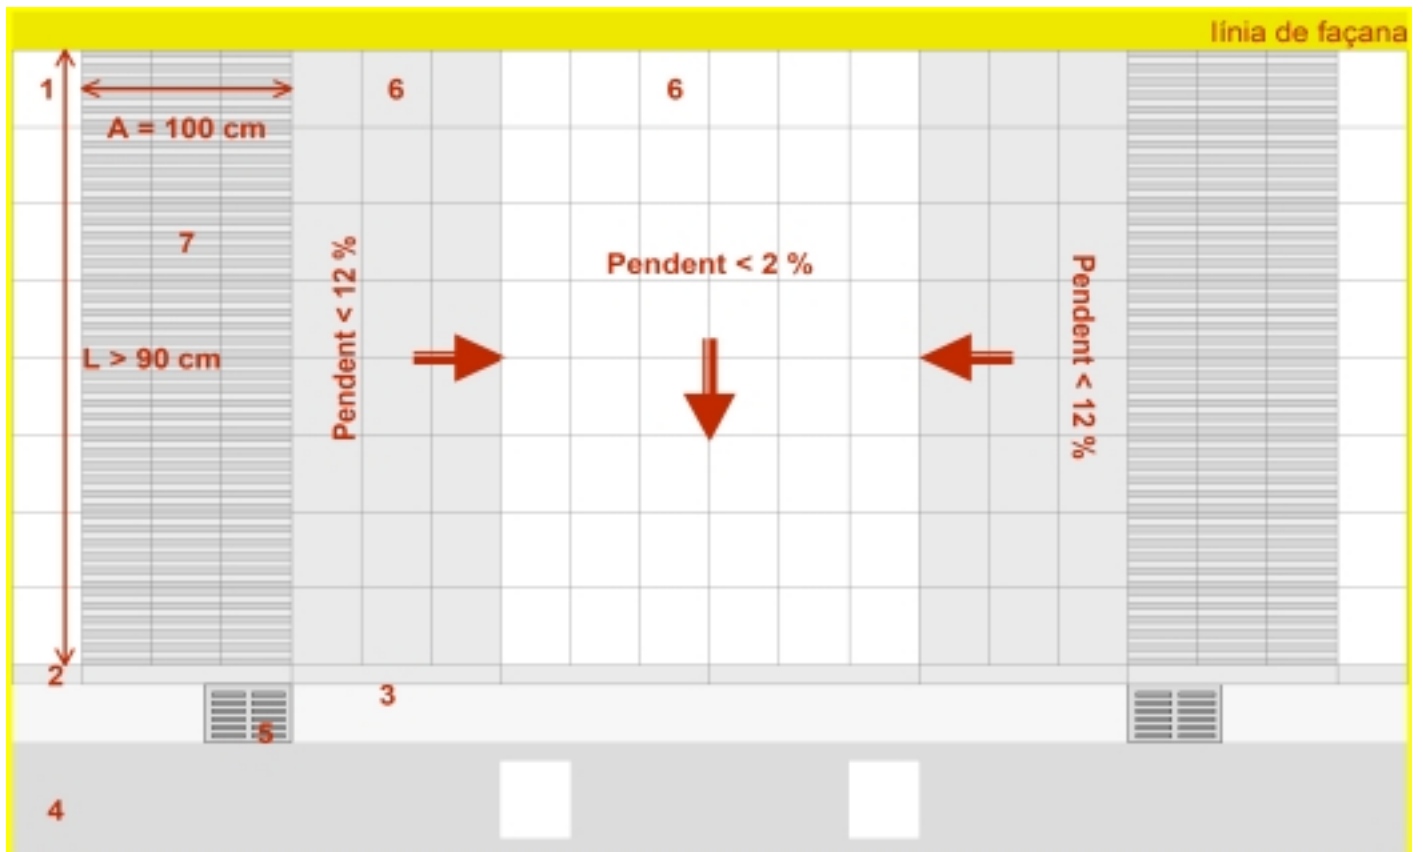 línia de façana
1
6
6
A = 100 cm
7
Pendent < 12 %
Pendent < 2 %
Pendent < 12 %
L > 90 cm
2
3
5
4